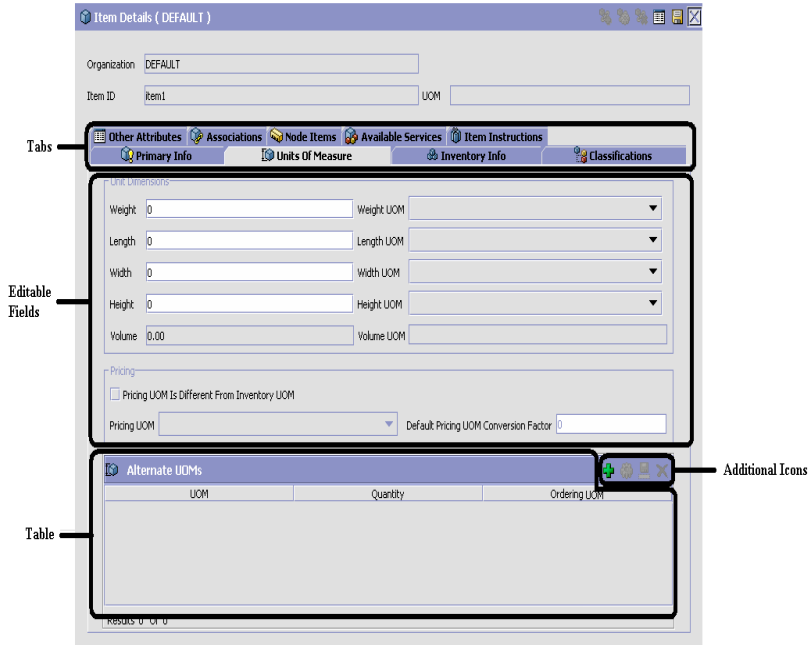 Item Details ( DEFAULT )
Organization DEFAULT
Item ID item1 UOM
Tabs
Other Attributes Associations Node Items Available Services Item Instructions
Primary Info Units Of Measure Inventory Info Classifications
Unit Dimensions
Weight 0 Weight UOM
Length 0 Length UOM
Width 0 Width UOM
Editable
Fields
Height 0 Height UOM
Volume 0.00 Volume UOM
Pricing
Pricing UOM Is Different From Inventory UOM
Pricing UOM Default Pricing UOM Conversion Factor 0
Alternate UOMs
Additional Icons
UOM Quantity Ordering UOM
Table
Results 0 Of 0